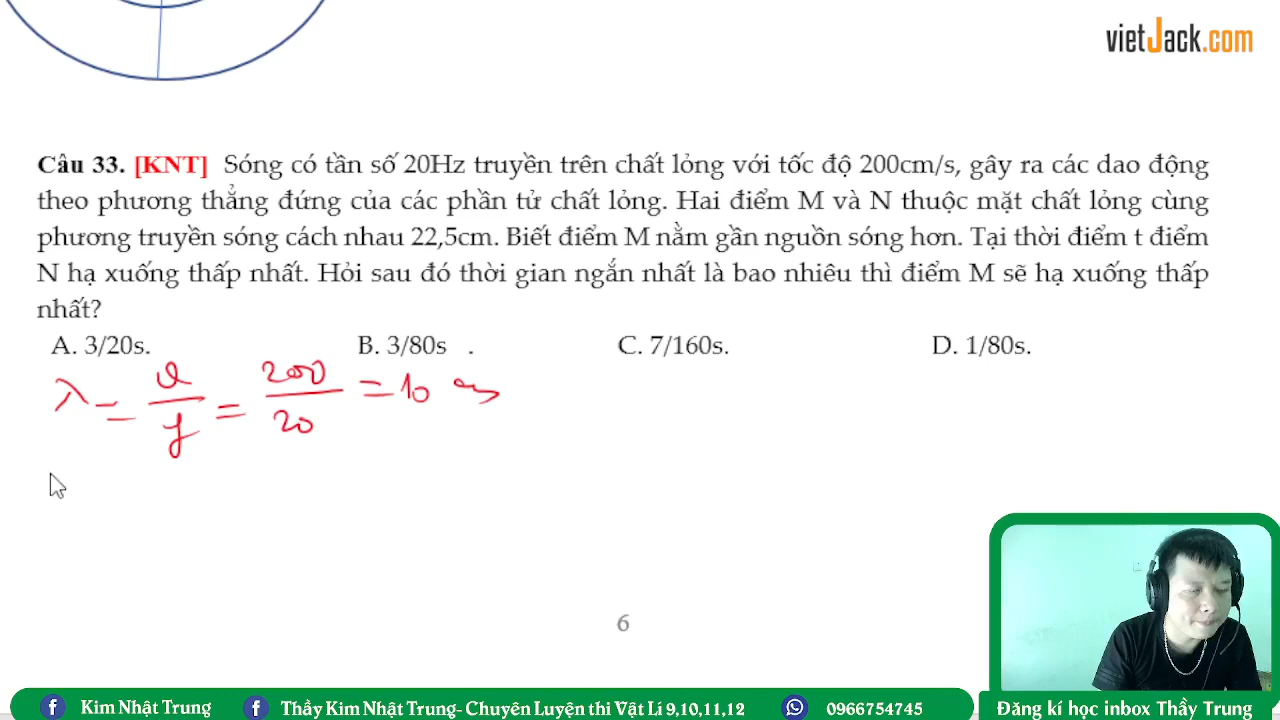 vietJack.com
Câu 33. [KNT] Sóng có tần số 20Hz truyền trên chất lỏng với tốc độ 200cm/s, gây ra các dao động
theo phương thẳng đứng của các phần tử chất lỏng. Hai điểm M và N thuộc mặt chất lỏng cùng
phương truyền sóng cách nhau 22,5cm. Biết điểm M nằm gần nguồn sóng hơn. Tại thời điểm t điểm
N hạ xuống thấp nhất. Hỏi sau đó thời gian ngắn nhất là bao nhiêu thì điểm M sẽ hạ xuống thấp
nhất?
A. 3/20s. B. 3/80s . C. 7/160s. D. 1/80s.
λ = v/f = 200/20 = 10 cm
6
Kim Nhật Trung Thầy Kim Nhật Trung- Chuyên Luyện thi Vật Lí 9,10,11,12 0966754745 Đăng kí học inbox Thầy Trung